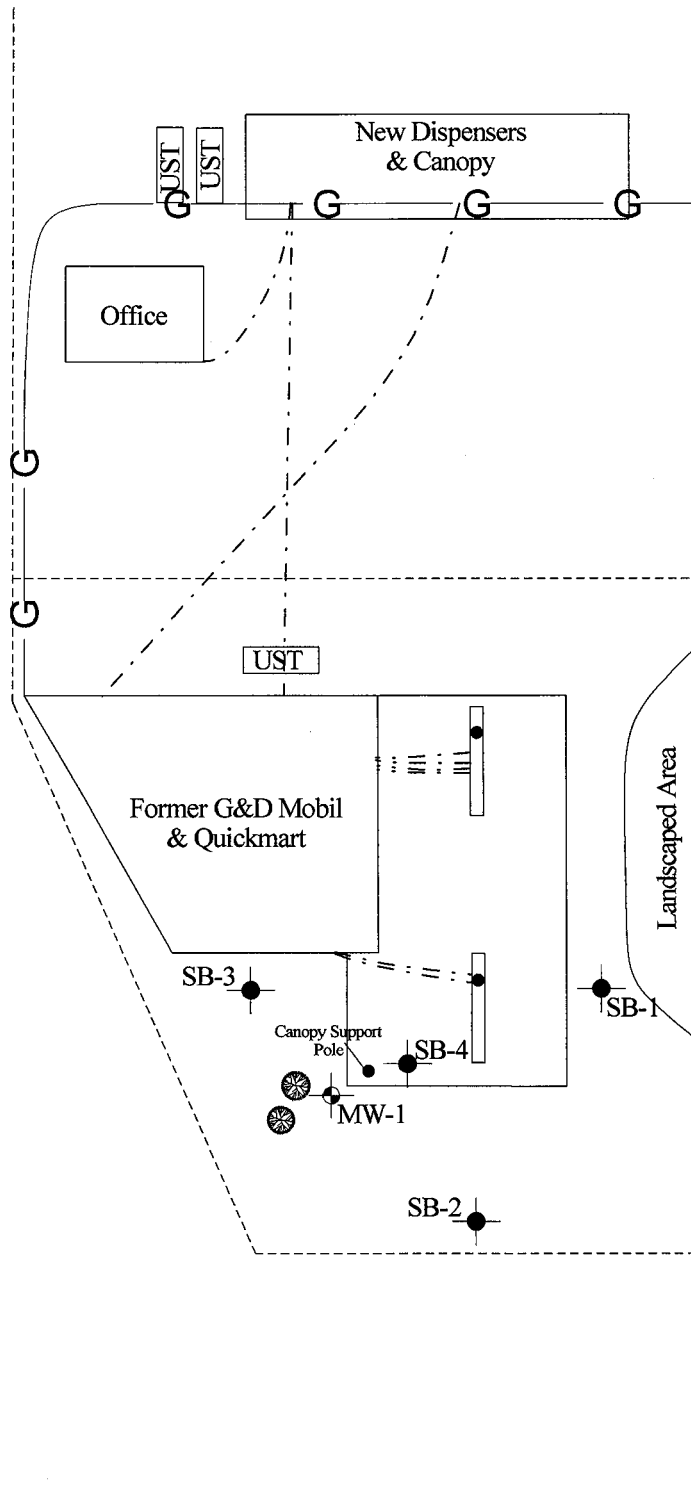 New Dispensers
& Canopy
UST
UST
G
G
G
G
Office
G
G
UST
Former G&D Mobil
& Quickmart
Landscaped Area
SB-3
SB-1
Canopy Support
Pole
SB-4
MW-1
SB-2